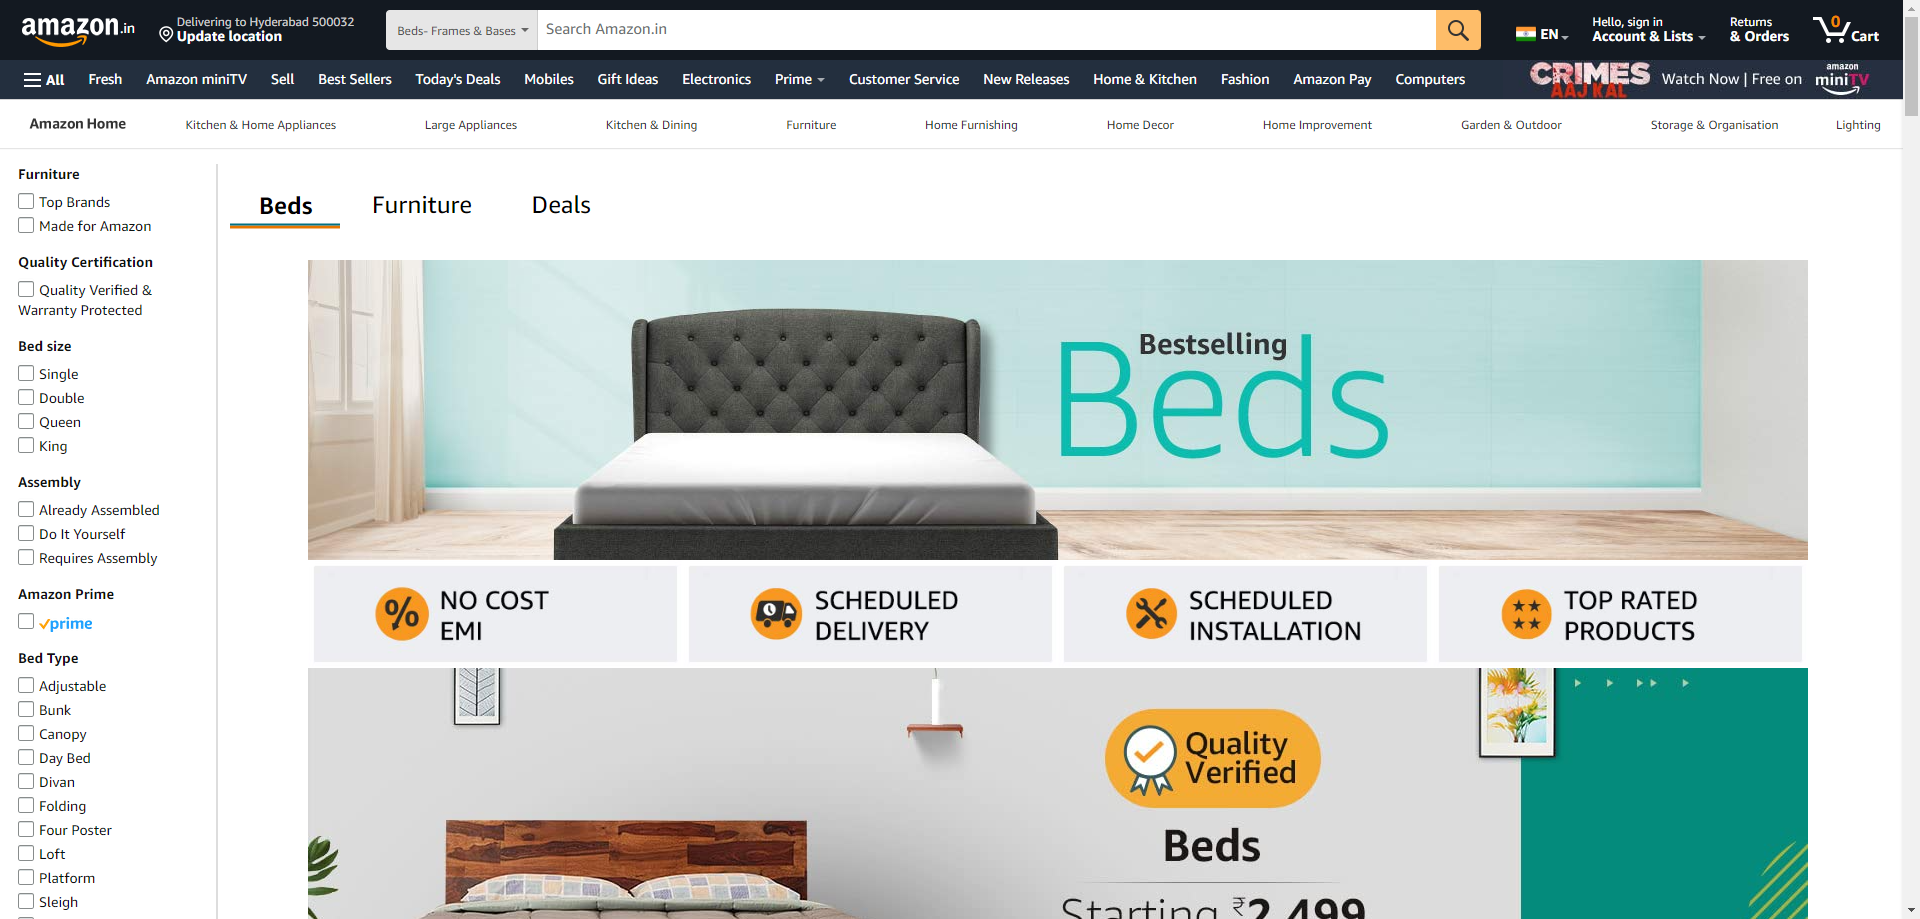 amazon.in
Delivering to Hyderabad 500032
Update location
Beds- Frames & Bases
Search Amazon.in
EN
Hello, sign in
Account & Lists
Returns
& Orders
0
Cart
All
Fresh
Amazon miniTV
Sell
Best Sellers
Today's Deals
Mobiles
Gift Ideas
Electronics
Prime
Customer Service
New Releases
Home & Kitchen
Fashion
Amazon Pay
Computers
CRIMES
AAJ KAL
Watch Now | Free on
amazon
miniTV
Amazon Home
Kitchen & Home Appliances
Large Appliances
Kitchen & Dining
Furniture
Home Furnishing
Home Decor
Home Improvement
Garden & Outdoor
Storage & Organisation
Lighting
Furniture
Top Brands
Made for Amazon
Quality Certification
Quality Verified &
Warranty Protected
Bed size
Single
Double
Queen
King
Assembly
Already Assembled
Do It Yourself
Requires Assembly
Amazon Prime
prime
Bed Type
Adjustable
Bunk
Canopy
Day Bed
Divan
Folding
Four Poster
Loft
Platform
Sleigh
Beds
Furniture
Deals
Bestselling
Beds
%
NO COST
EMI
SCHEDULED
DELIVERY
SCHEDULED
INSTALLATION
TOP RATED
PRODUCTS
Quality
Verified
Beds
Starting ₹2,499